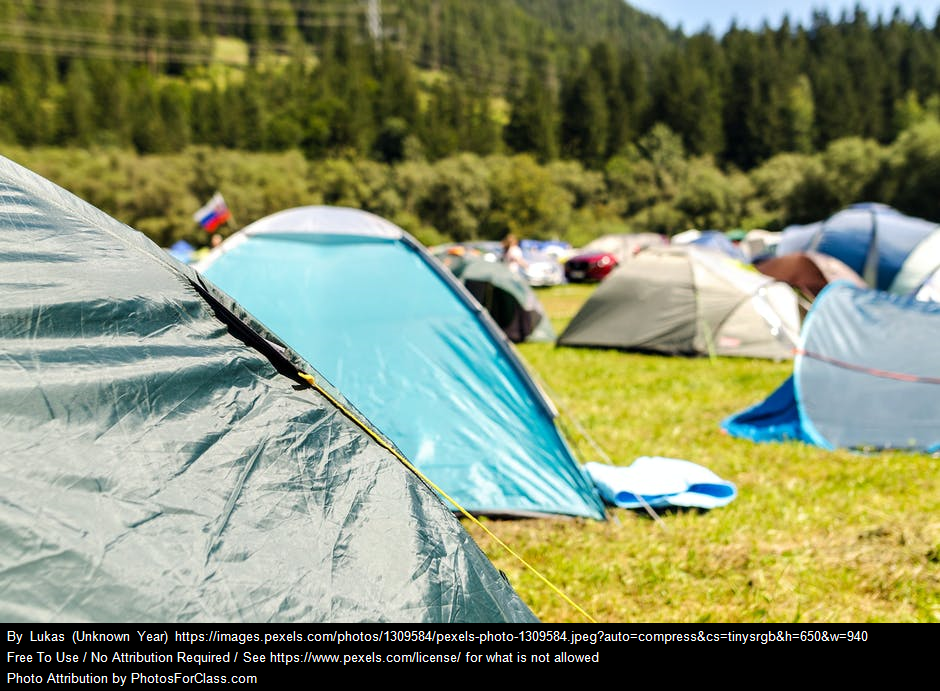 By Lukas (Unknown Year) https://images.pexels.com/photos/1309584/pexels-photo-1309584.jpeg?auto=compress&cs=tinysrgb&h=650&w=940
Free To Use / No Attribution Required / See https://www.pexels.com/license/ for what is not allowed
Photo Attribution by PhotosForClass.com